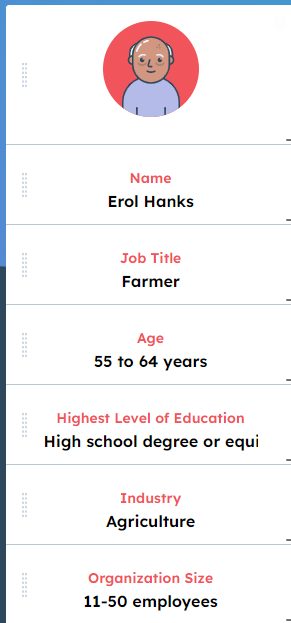 Name
Erol Hanks
Job Title
Farmer
Age
55 to 64 years
Highest Level of Education
High school degree or equi
Industry
Agriculture
Organization Size
11-50 employees